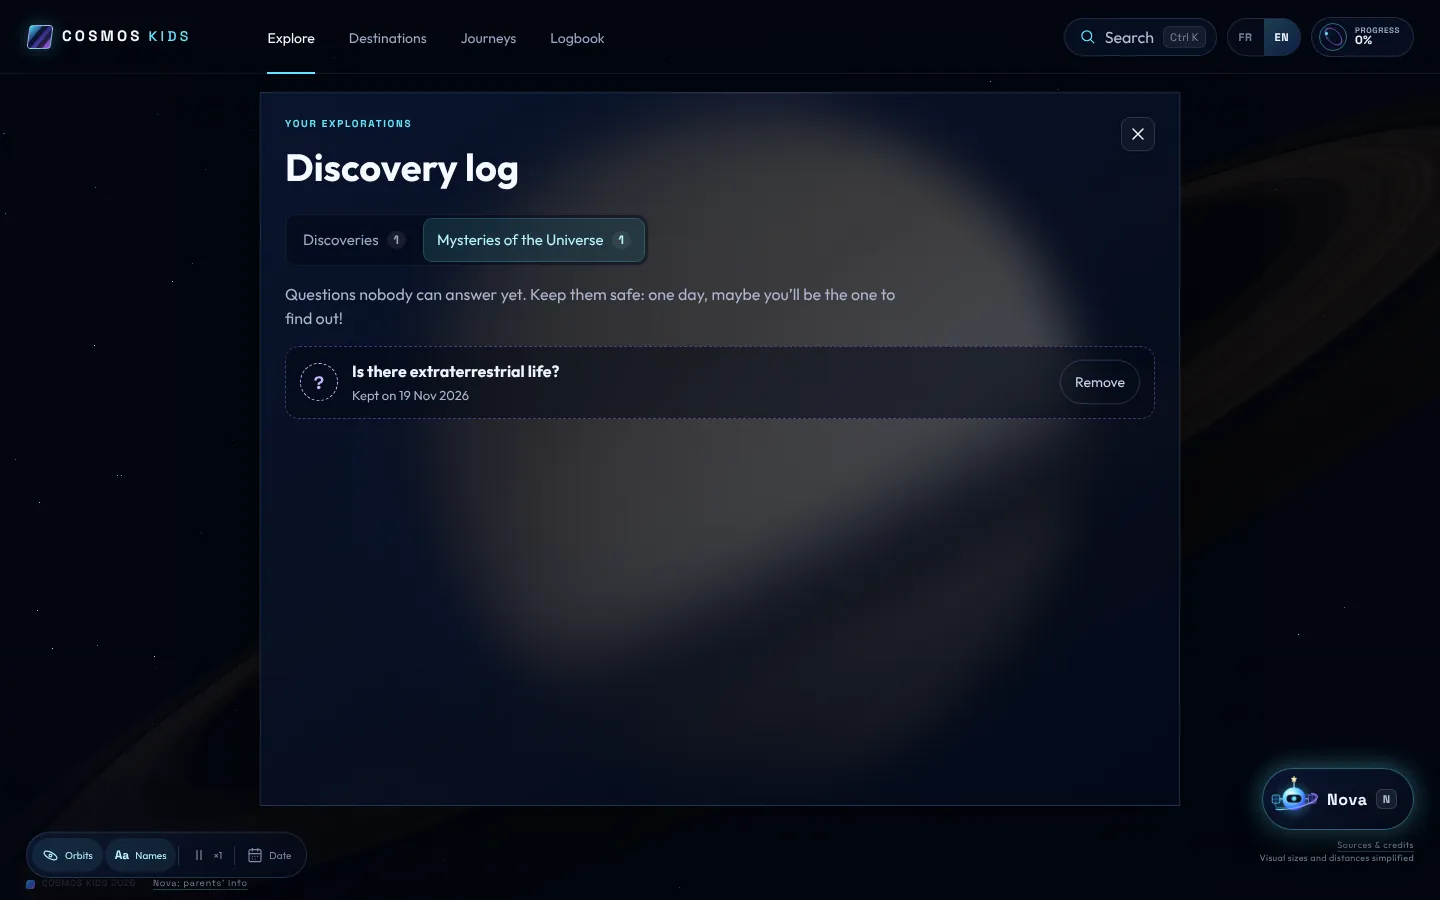 COSMOS KIDS
Explore
Destinations
Journeys
Logbook
Search Ctrl K
FR EN
PROGRESS
0%
YOUR EXPLORATIONS
Discovery log
Discoveries 1
Mysteries of the Universe 1
Questions nobody can answer yet. Keep them safe: one day, maybe you’ll be the one to
find out!
?
Is there extraterrestrial life?
Kept on 19 Nov 2026
Remove
Nova N
Sources & credits
Visual sizes and distances simplified
Orbits
Aa Names
×1
Date
COSMOS KIDS 2026
Nova: parents’ info